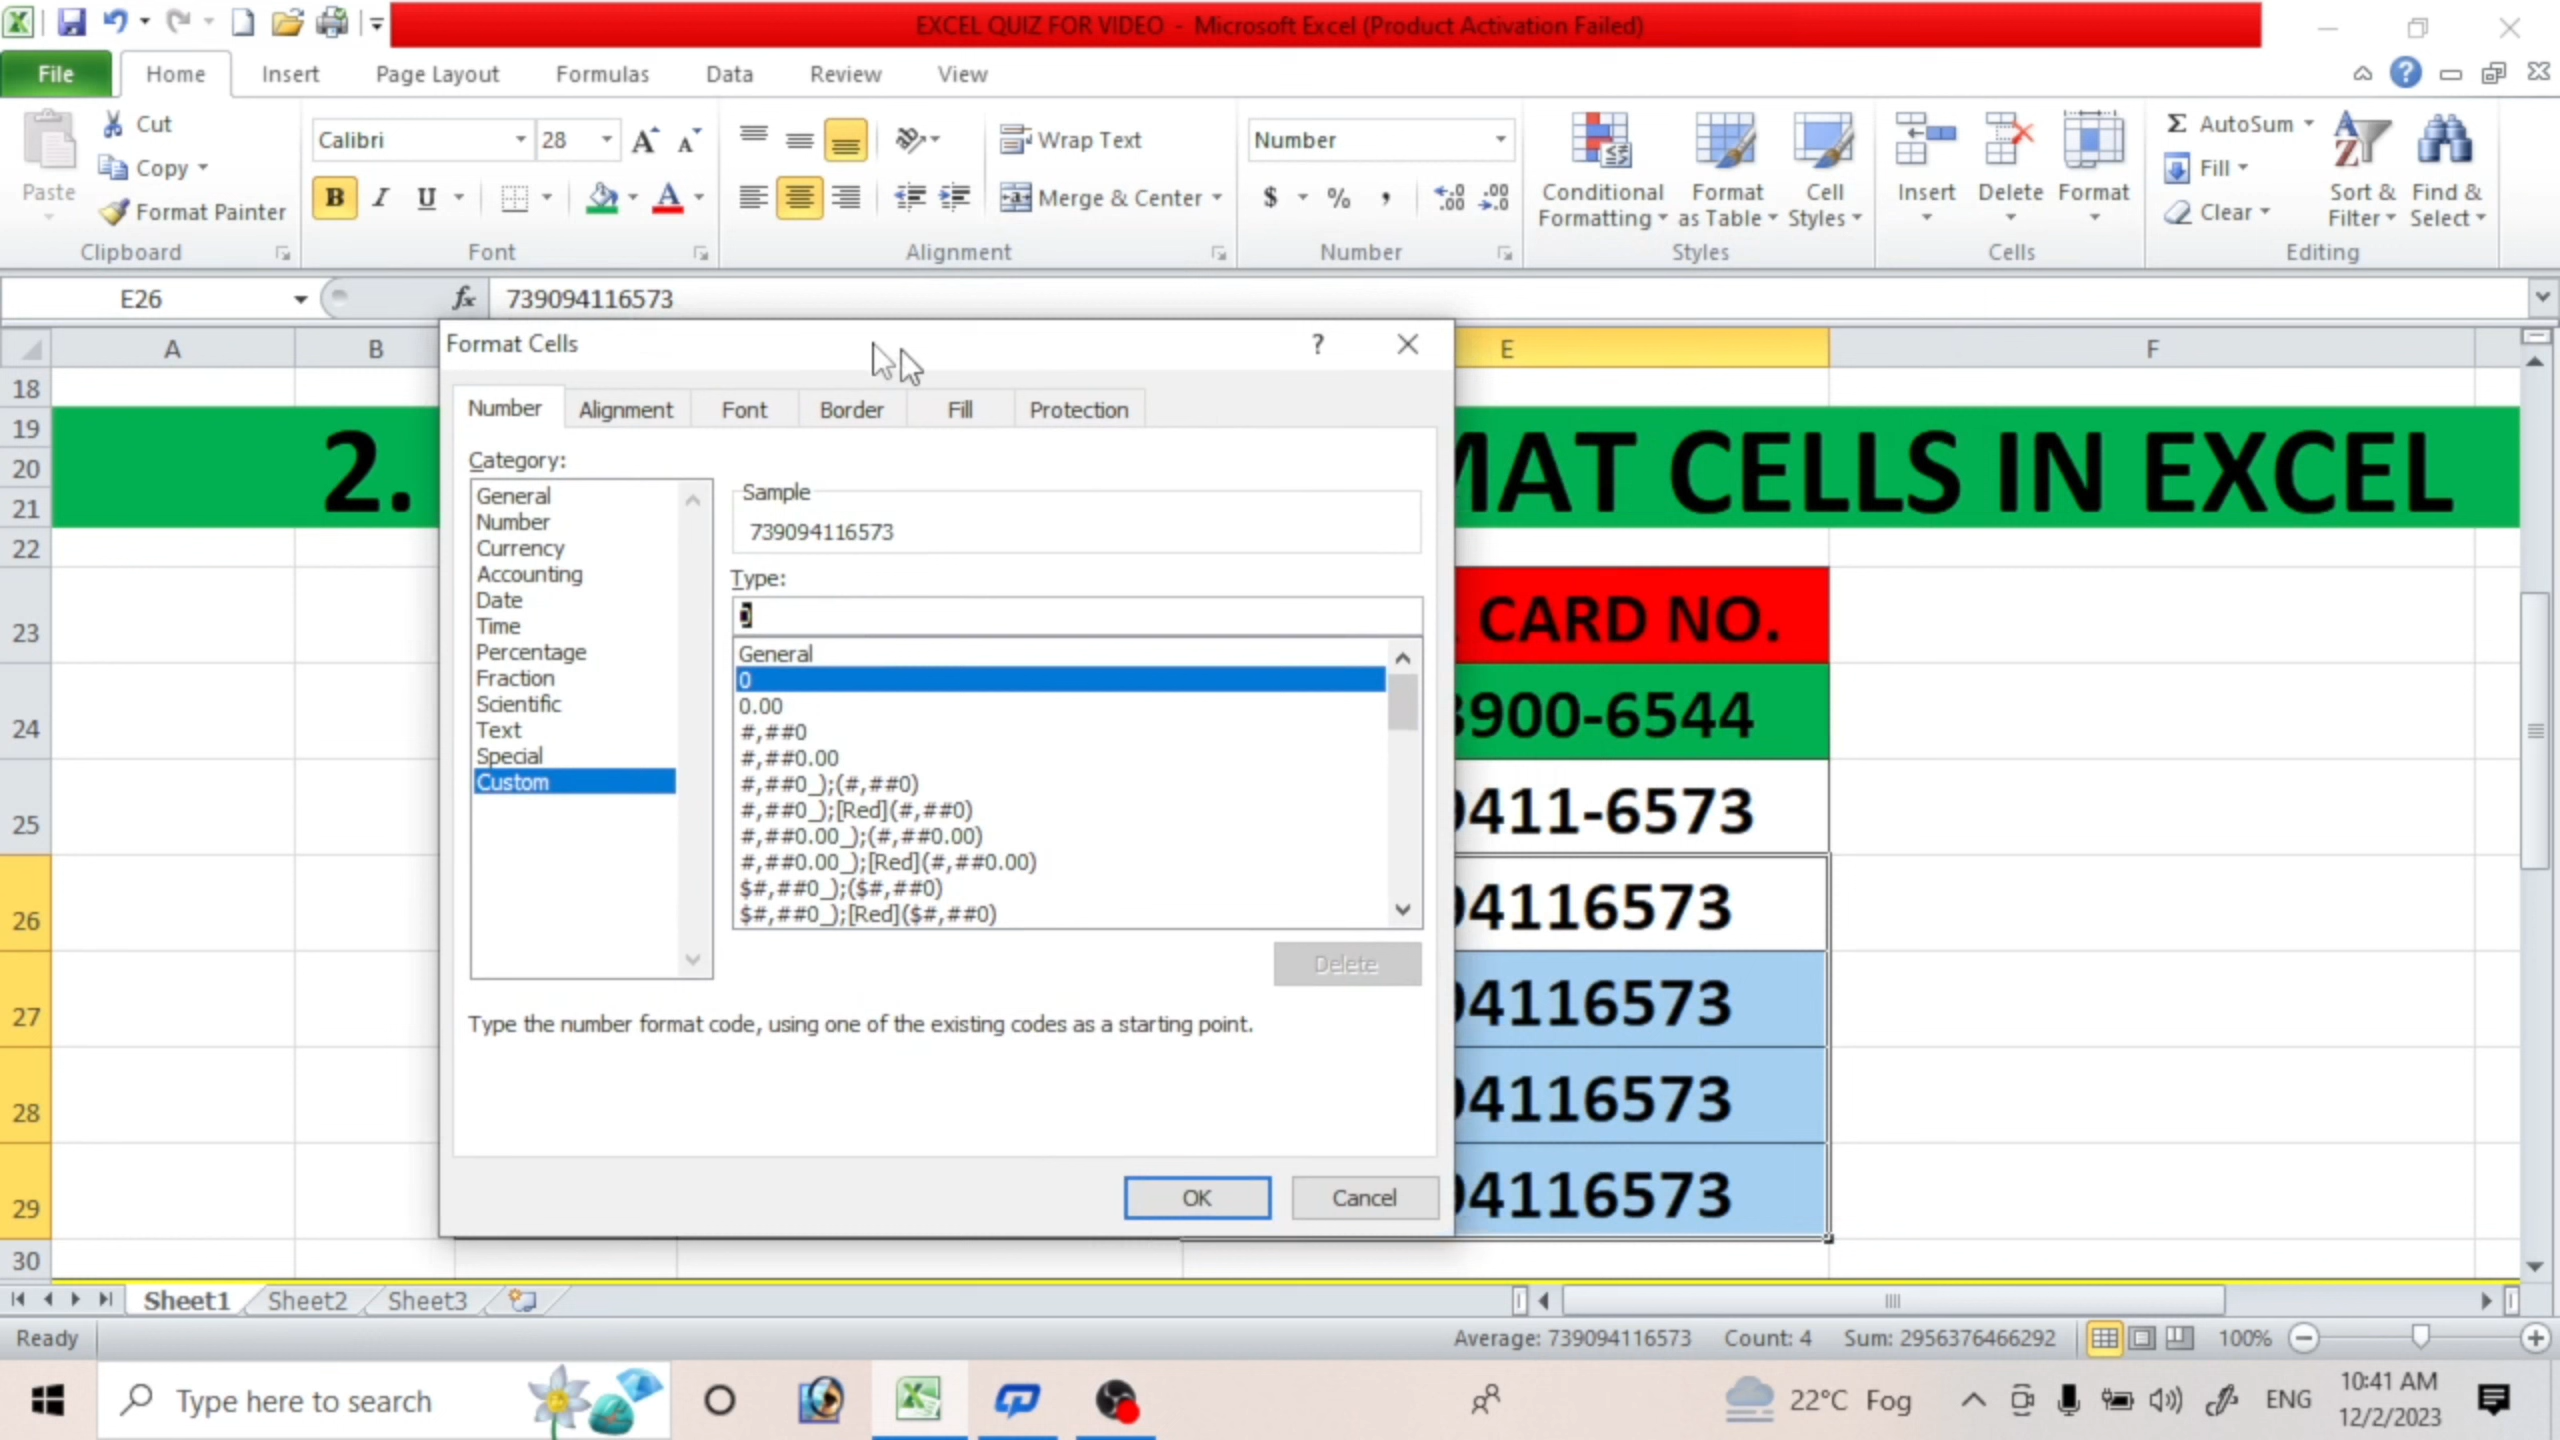 EXCEL QUIZ FOR VIDEO - Microsoft Excel (Product Activation Failed)
File Home Insert Page Layout Formulas Data Review View
Paste Cut Copy Format Painter
Clipboard
Calibri 28
B I U
Font
Wrap Text
Merge & Center
Alignment
Number
$ % ,
Number
Conditional Formatting
Format as Table
Cell Styles
Styles
Insert Delete Format
Cells
AutoSum
Fill
Clear
Sort & Filter
Find & Select
Editing
E26 fx 739094116573
A B E F
18
19
20
21
22
23
24
25
26
27
28
29
30
2. MAT CELLS IN EXCEL
CARD NO.
3900-6544
9411-6573
94116573
94116573
94116573
94116573
Format Cells ?
Number Alignment Font Border Fill Protection
Category:
General
Number
Currency
Accounting
Date
Time
Percentage
Fraction
Scientific
Text
Special
Custom
Sample
739094116573
Type:
0
General
0
0.00
#,##0
#,##0.00
#,##0_);(#,##0)
#,##0_);[Red](#,##0)
#,##0.00_);(#,##0.00)
#,##0.00_);[Red](#,##0.00)
$#,##0_);($#,##0)
$#,##0_);[Red]($#,##0)
Delete
Type the number format code, using one of the existing codes as a starting point.
OK Cancel
Sheet1 Sheet2 Sheet3
Ready Average: 739094116573 Count: 4 Sum: 2956376466292 100%
Type here to search 22°C Fog ENG 10:41 AM
12/2/2023